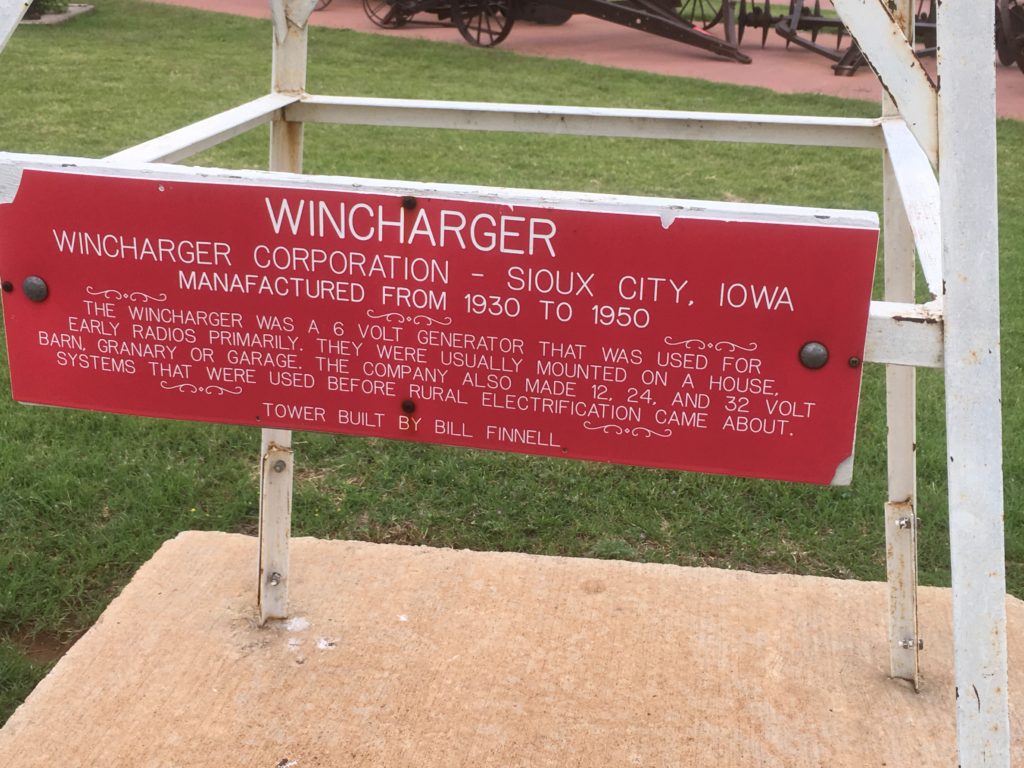 WINCHARGER
WINCHARGER CORPORATION - SIOUX CITY, IOWA
MANAFACTURED FROM 1930 TO 1950
THE WINCHARGER WAS A 6 VOLT GENERATOR THAT WAS USED FOR
EARLY RADIOS PRIMARILY. THEY WERE USUALLY MOUNTED ON A HOUSE,
BARN, GRANARY OR GARAGE. THE COMPANY ALSO MADE 12, 24, AND 32 VOLT
SYSTEMS THAT WERE USED BEFORE RURAL ELECTRIFICATION CAME ABOUT.
TOWER BUILT BY BILL FINNELL